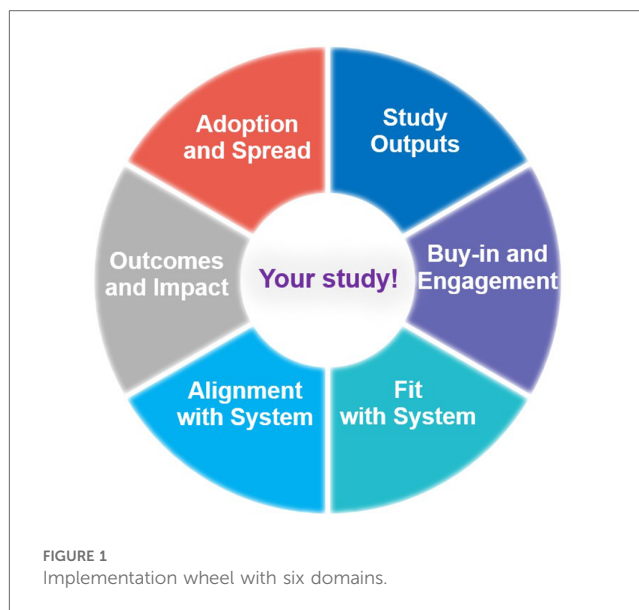 Adoption
and Spread
Study
Outputs
Outcomes
and Impact
Your study!
Buy-in and
Engagement
Alignment
with System
Fit
with System
FIGURE 1
Implementation wheel with six domains.